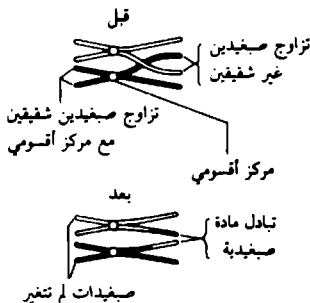 قبل
تزاوج صبغيدين
غير شقيقين
تزاوج صبغيدين شقيقين
مع مركز أقسومي
مركز أقسومي
بعد
تبادل مادة
صبغيدية
صبغيدات لم تتغير